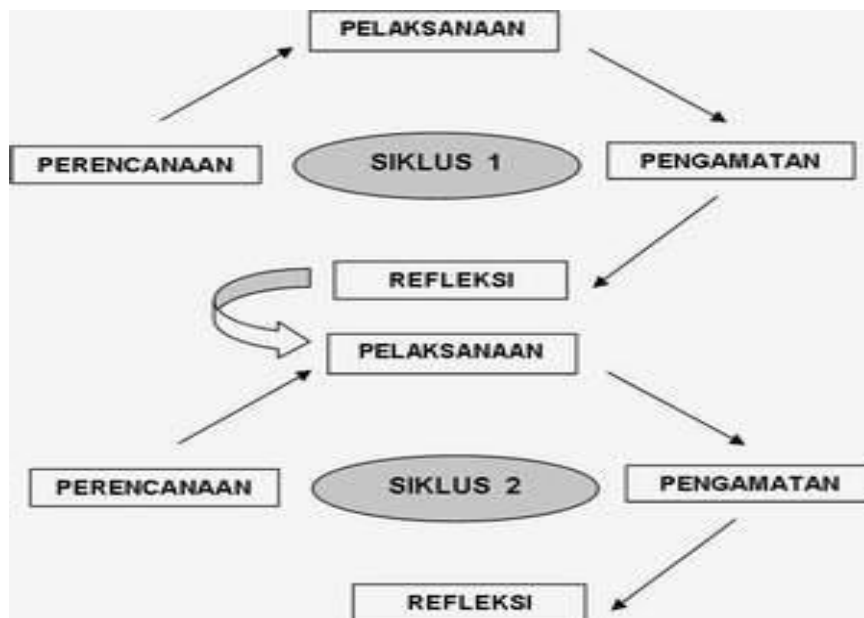 PELAKSANAAN
PERENCANAAN
SIKLUS 1
PENGAMATAN
REFLEKSI
PELAKSANAAN
PERENCANAAN
SIKLUS 2
PENGAMATAN
REFLEKSI